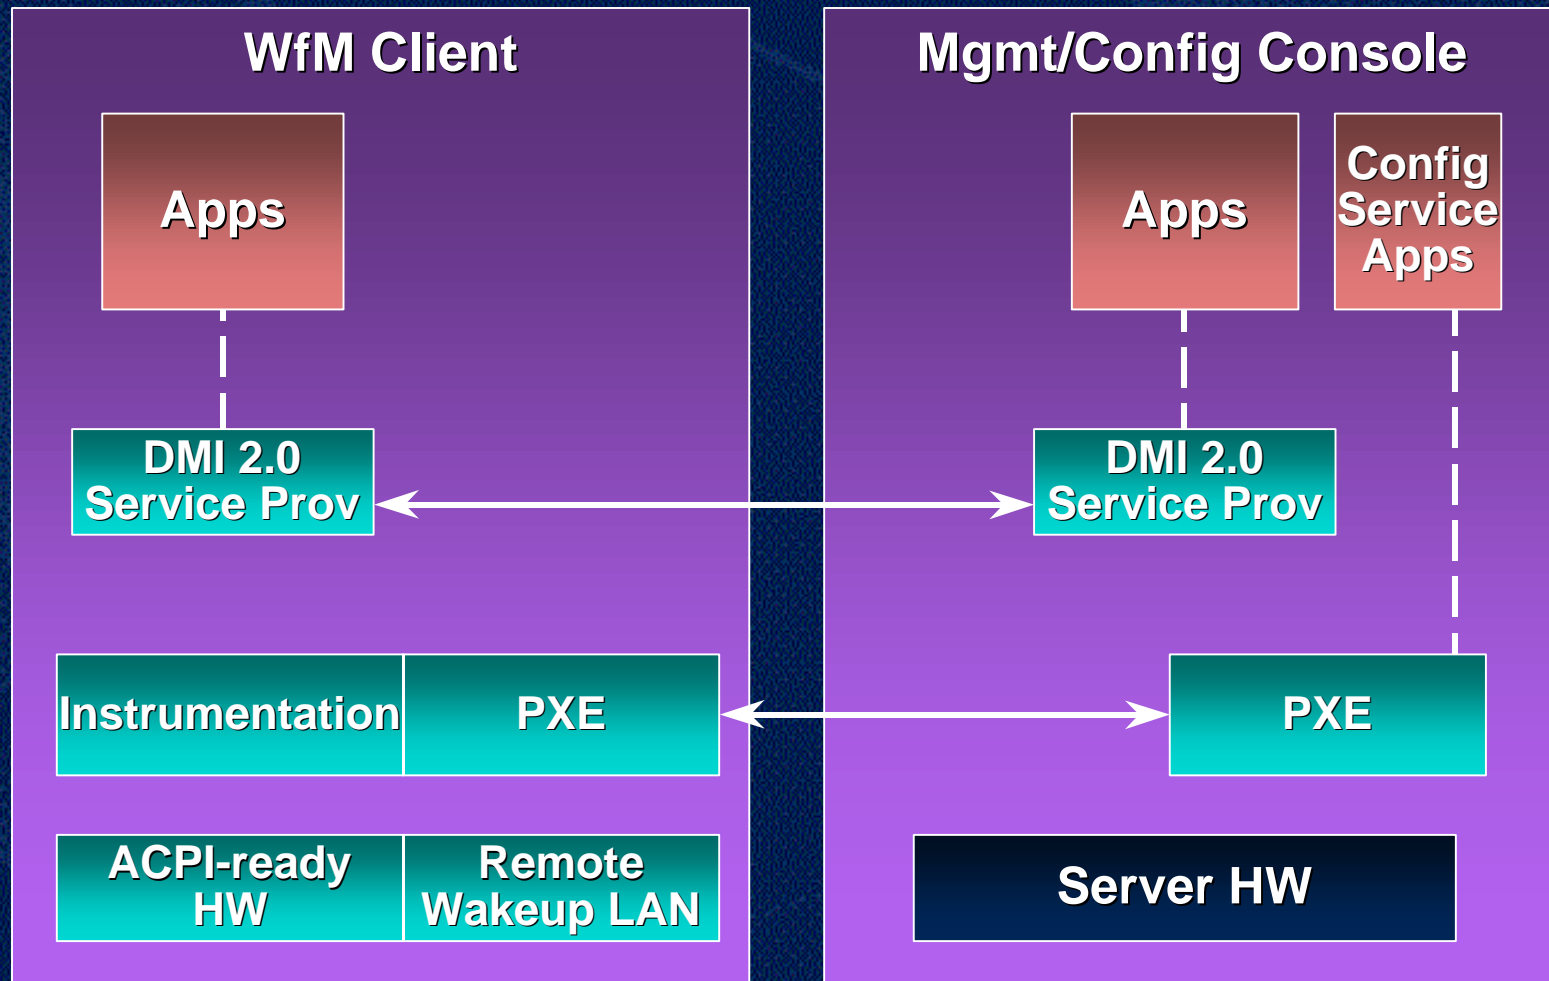 WfM Client
Apps
DMI 2.0
Service Prov
Instrumentation
PXE
ACPI-ready
HW
Remote
Wakeup LAN
Mgmt/Config Console
Apps
Config
Service
Apps
DMI 2.0
Service Prov
PXE
Server HW